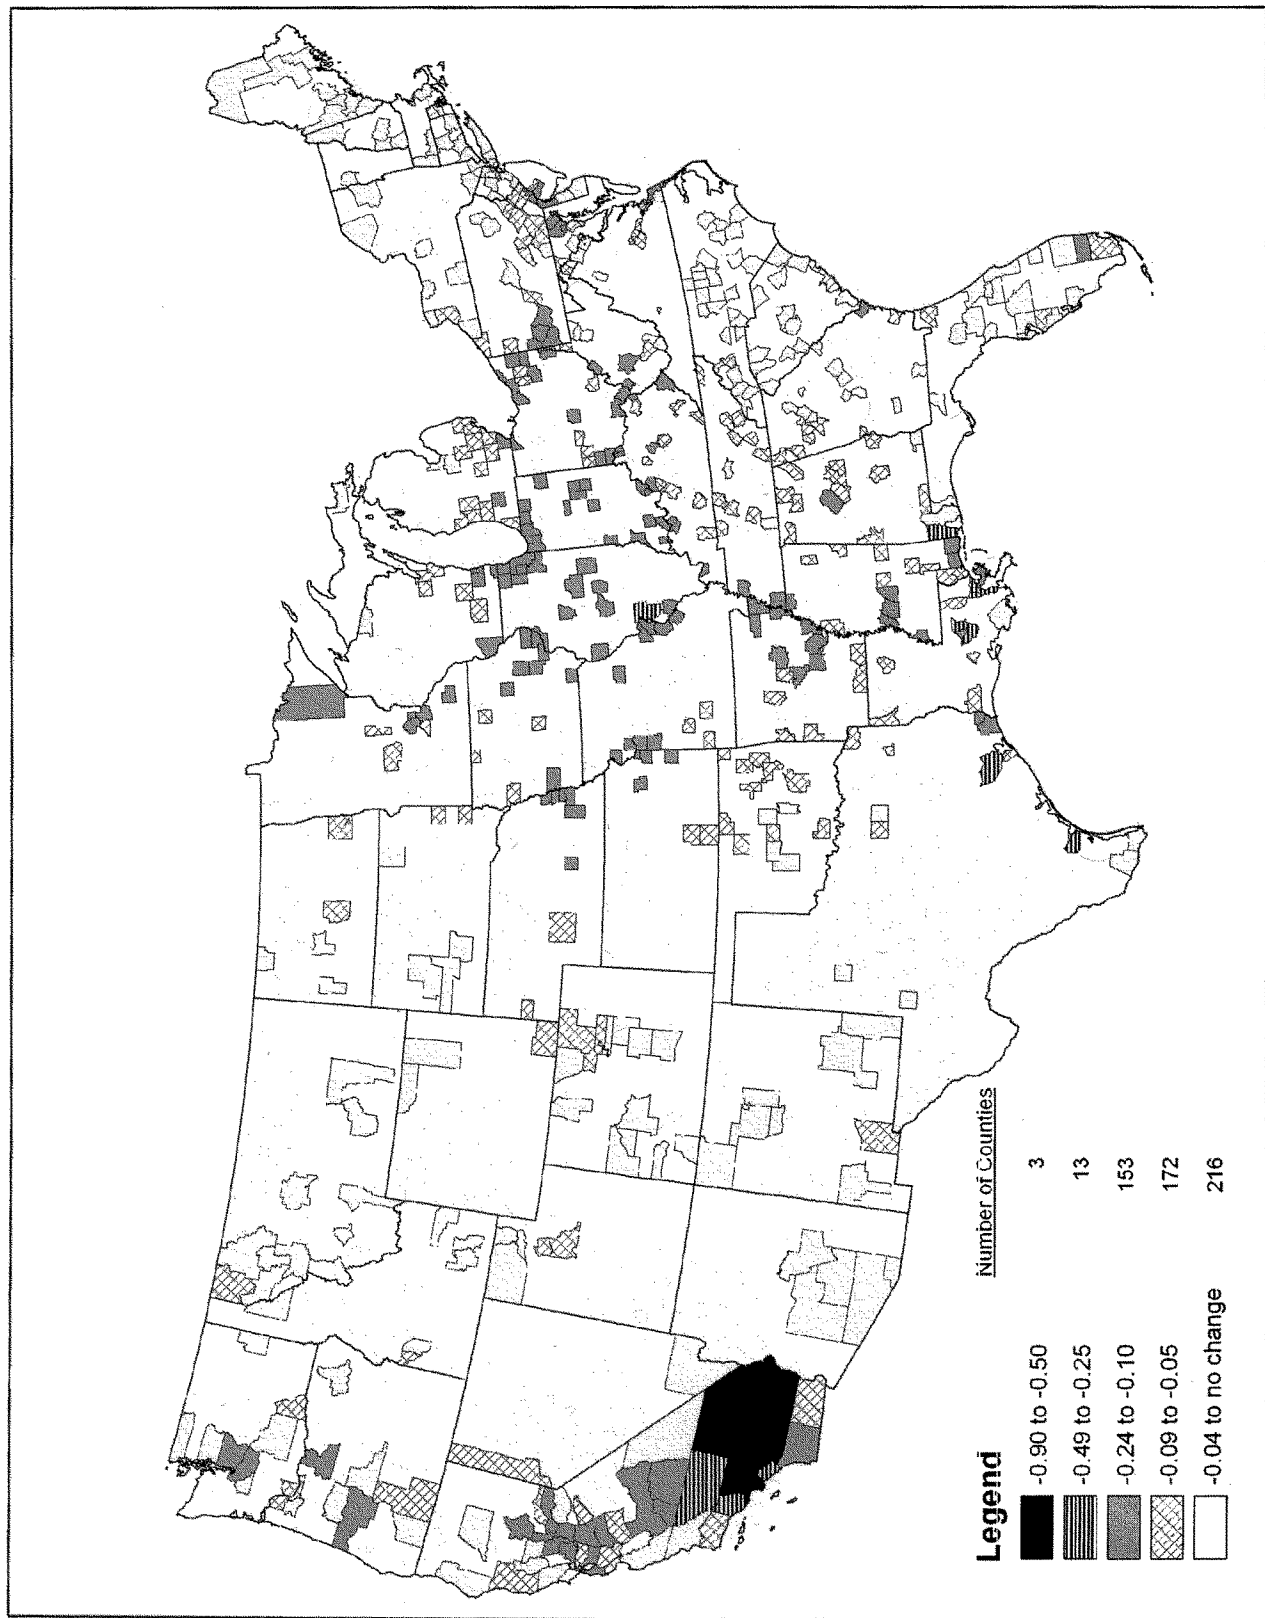 Legend
Number of Counties
-0.90 to -0.50 3
-0.49 to -0.25 13
-0.24 to -0.10 153
-0.09 to -0.05 172
-0.04 to no change 216